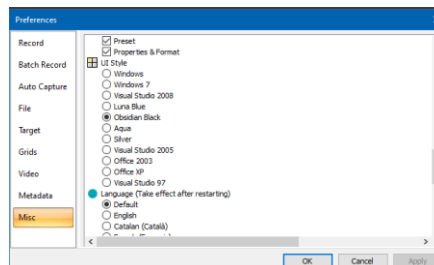 Preferences
Record
Batch Record
Auto Capture
File
Target
Grids
Video
Metadata
Misc
Preset
Properties & Format
UI Style
Windows
Windows 7
Visual Studio 2008
Luna Blue
Obsidian Black
Aqua
Silver
Visual Studio 2005
Office 2003
Office XP
Visual Studio 97
Language (Take effect after restarting)
Default
English
Catalan (Català)
OK
Cancel
Apply